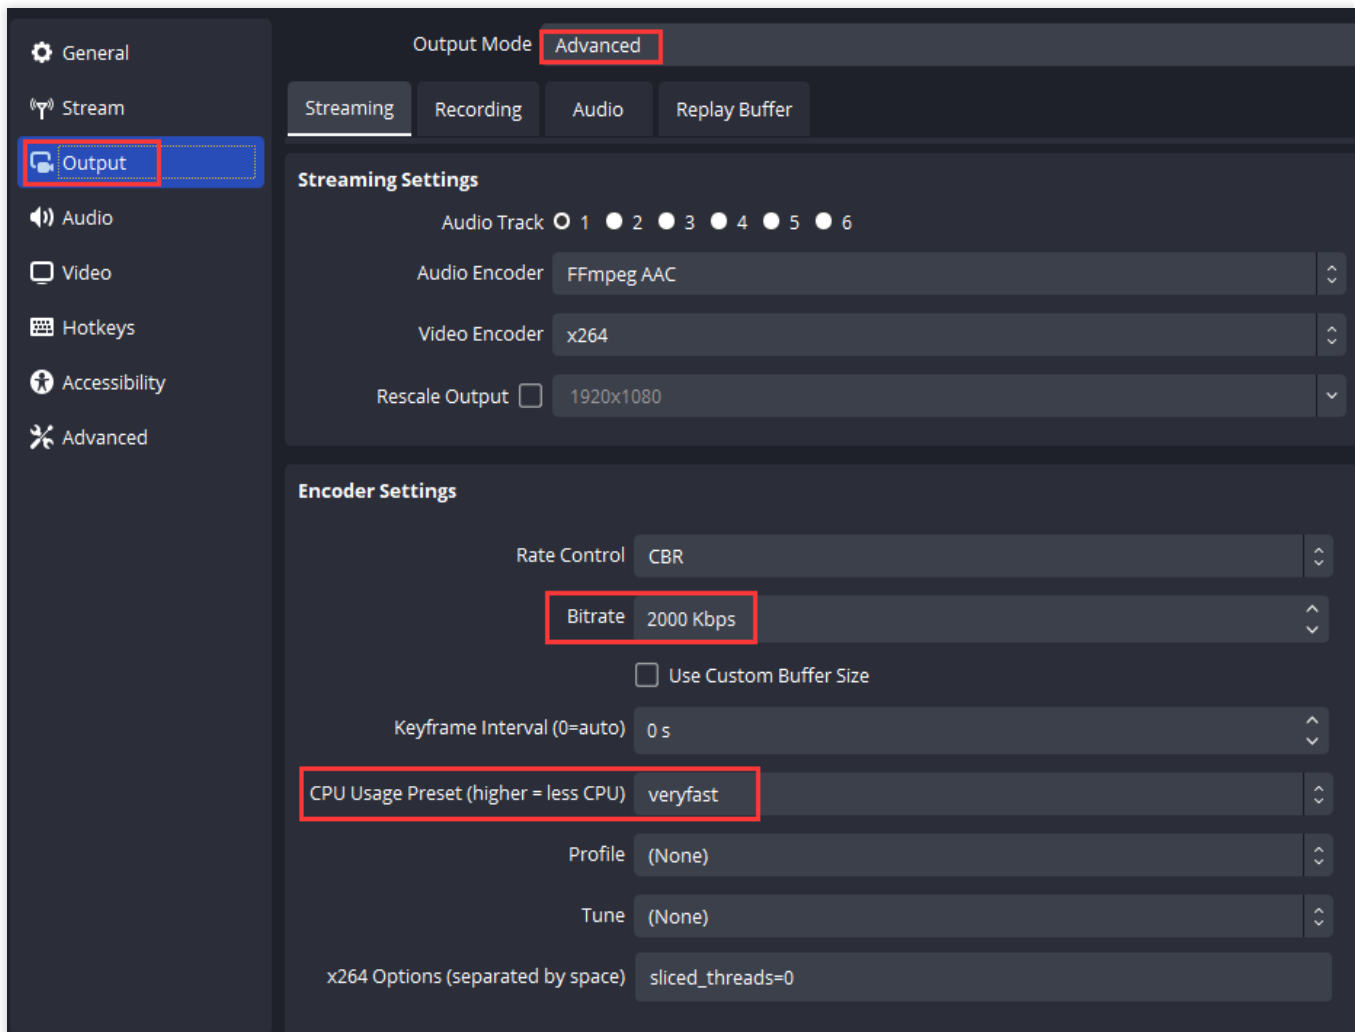 General
Stream
Output
Audio
Video
Hotkeys
Accessibility
Advanced
Output Mode Advanced
Streaming Recording Audio Replay Buffer
Streaming Settings
Audio Track 1 2 3 4 5 6
Audio Encoder FFmpeg AAC
Video Encoder x264
Rescale Output 1920x1080
Encoder Settings
Rate Control CBR
Bitrate 2000 Kbps
Use Custom Buffer Size
Keyframe Interval (0=auto) 0 s
CPU Usage Preset (higher = less CPU) veryfast
Profile (None)
Tune (None)
x264 Options (separated by space) sliced_threads=0